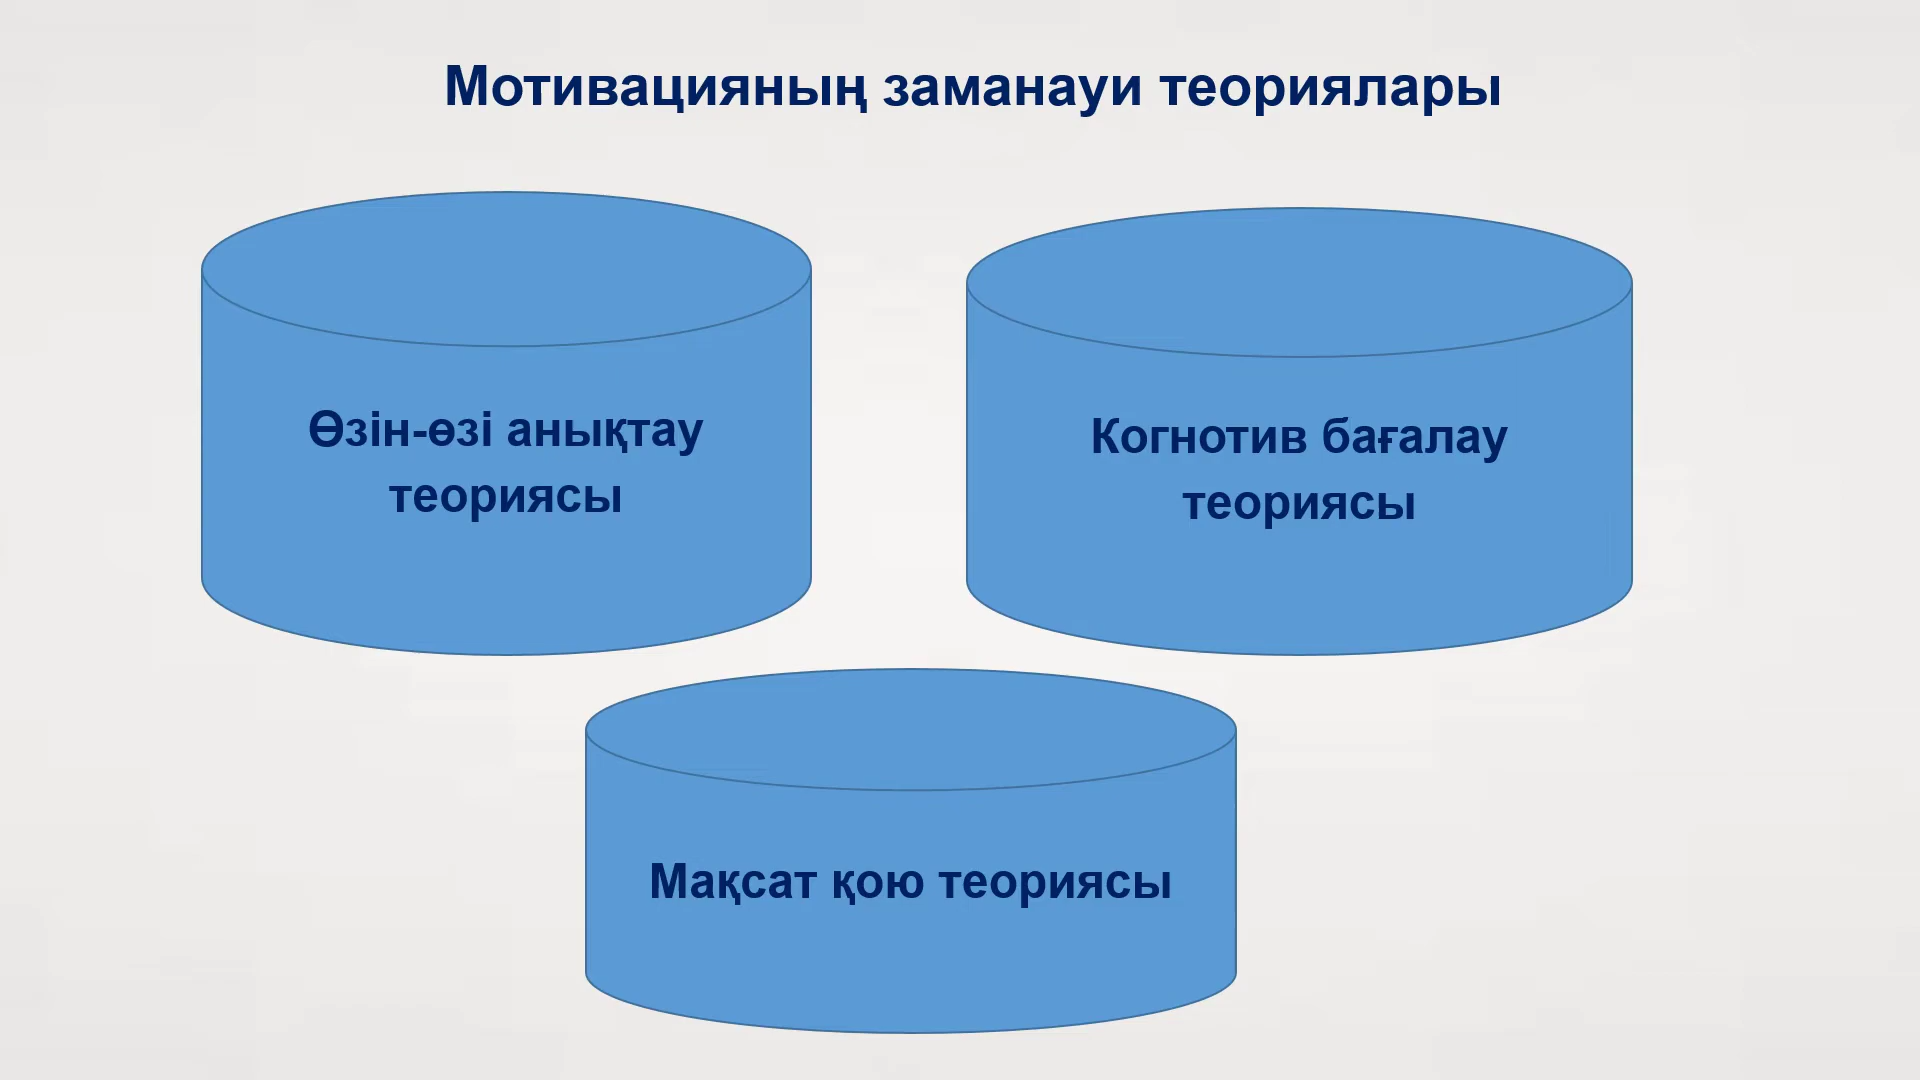 Мотивацияның заманауи теориялары
Өзін-өзі анықтау
теориясы
Когнотив бағалау
теориясы
Мақсат қою теориясы